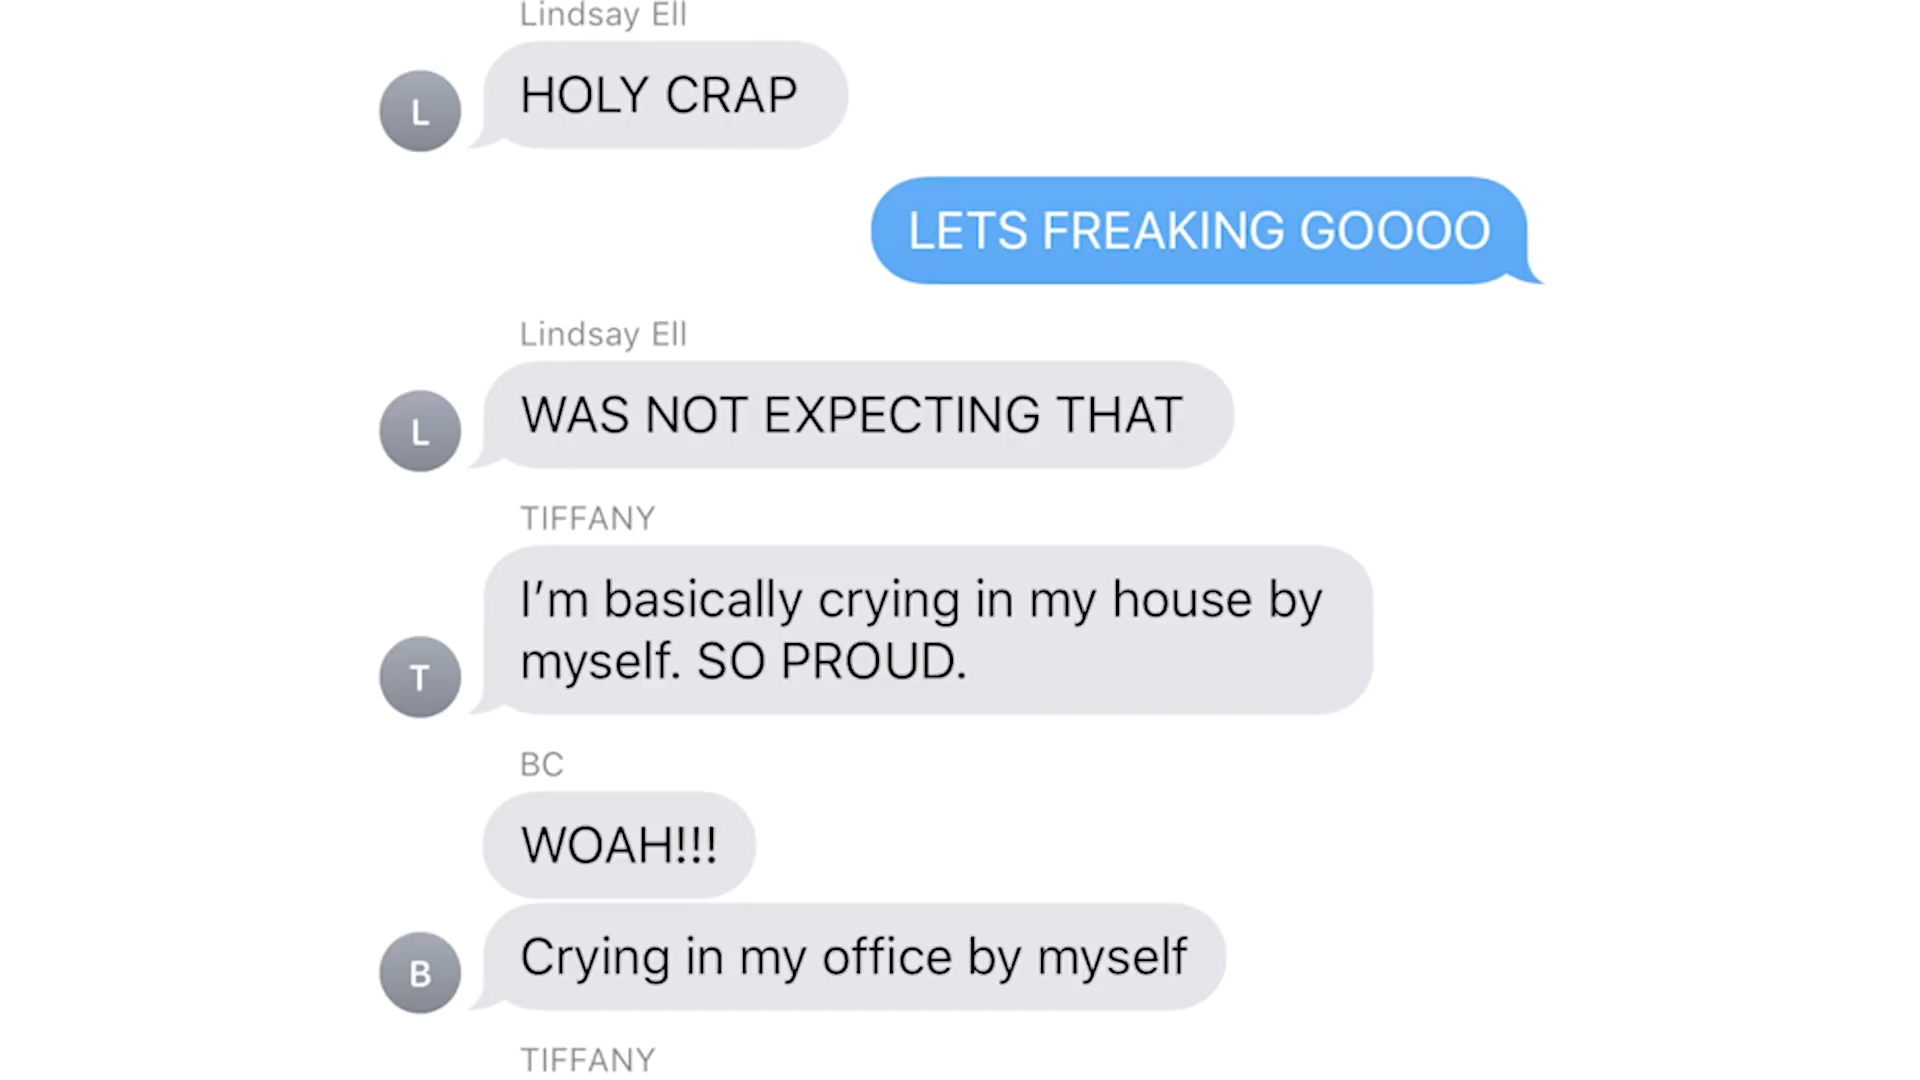 Lindsay Ell
HOLY CRAP
L
LETS FREAKING GOOOO
Lindsay Ell
WAS NOT EXPECTING THAT
L
TIFFANY
I'm basically crying in my house by
myself. SO PROUD.
T
BC
WOAH!!!
Crying in my office by myself
B
TIFFANY